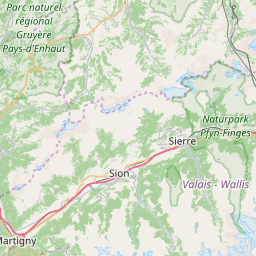 Parc naturel
régional
Gruyère
Pays-d'Enhaut
Naturpark
Pfyn-Finges
Sierre
Sion
Valais - Wallis
Martigny